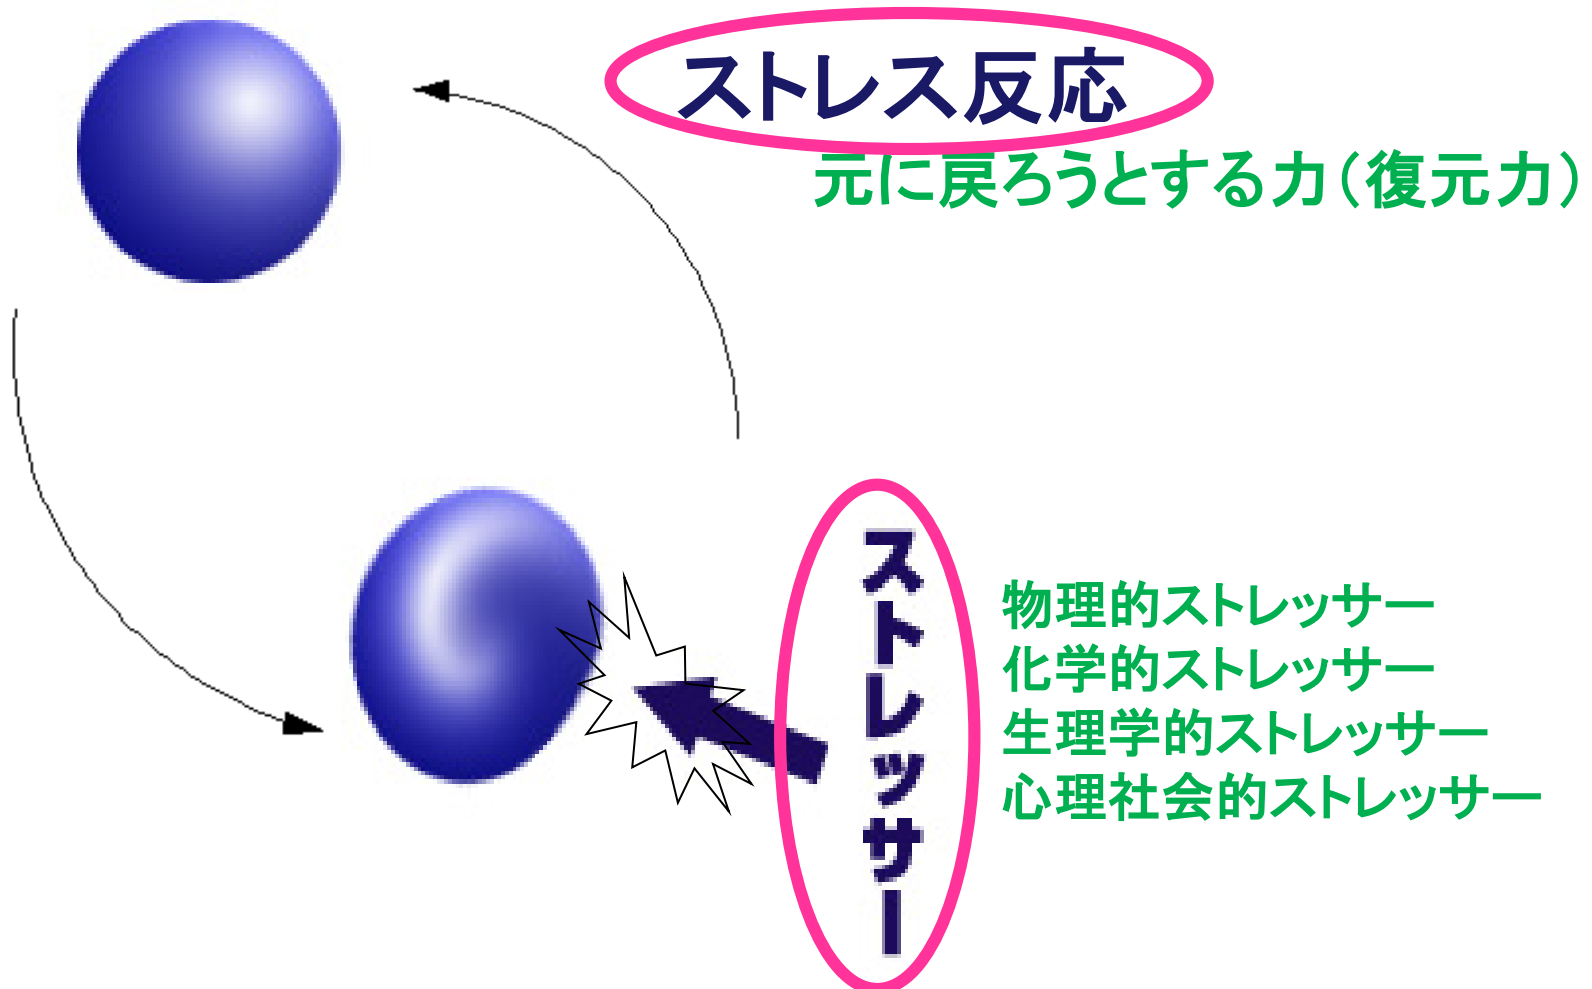 ストレス反応
元に戻ろうとする力（復元力）
ストレッサー
物理的ストレッサー
化学的ストレッサー
生理学的ストレッサー
心理社会的ストレッサー